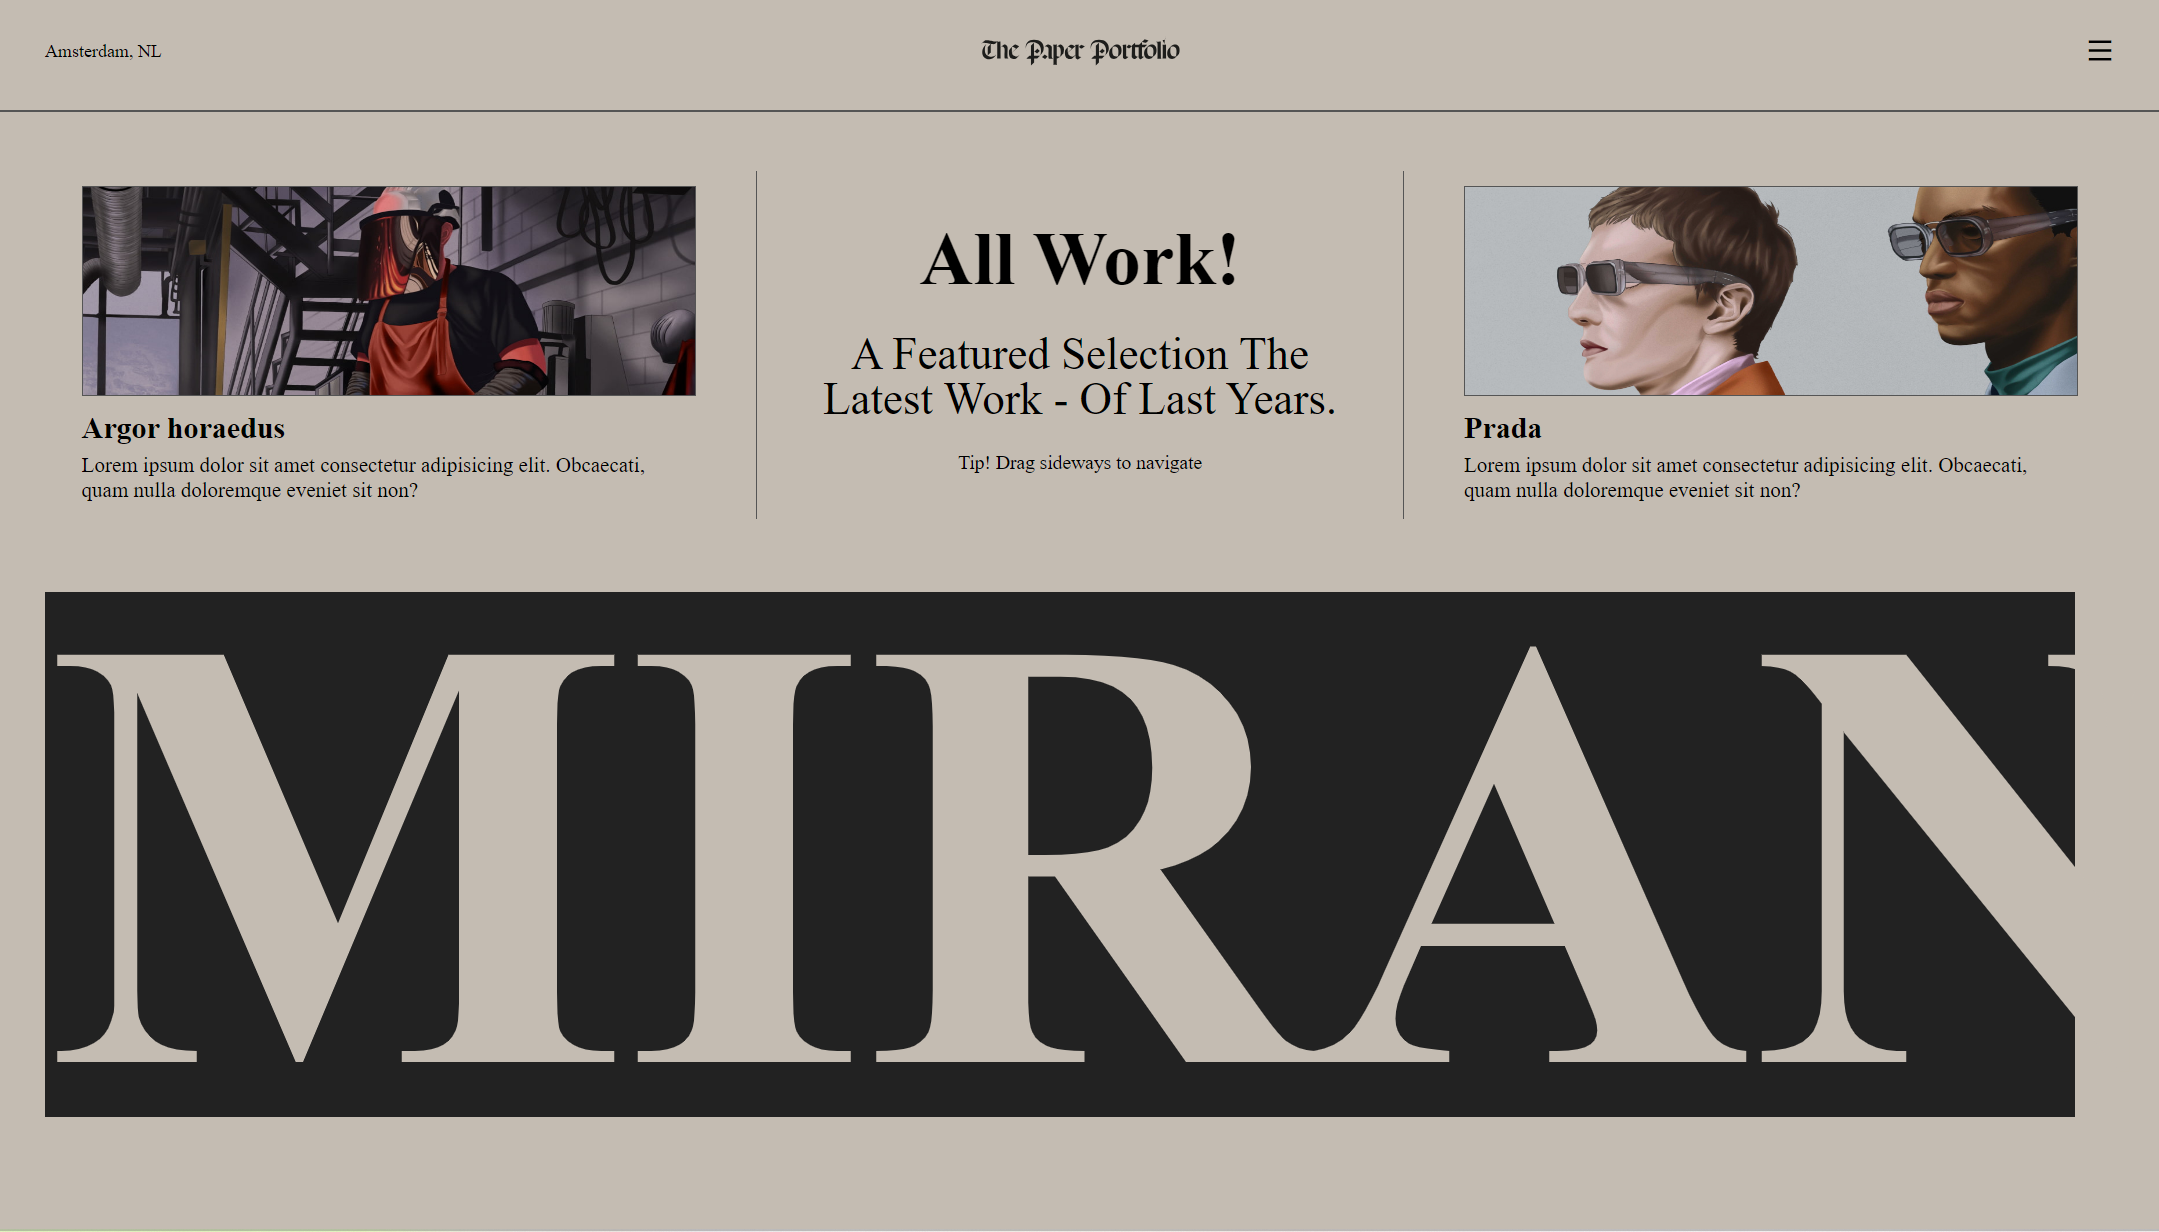 Amsterdam, NL
The Paper Portfolio
Argor horaedus
Lorem ipsum dolor sit amet consectetur adipisicing elit. Obcaecati,
quam nulla doloremque eveniet sit non?
All Work!
A Featured Selection The
Latest Work - Of Last Years.
Tip! Drag sideways to navigate
Prada
Lorem ipsum dolor sit amet consectetur adipisicing elit. Obcaecati,
quam nulla doloremque eveniet sit non?
MIRAN